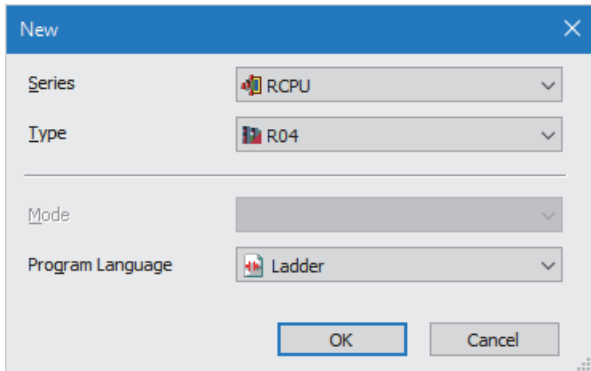 New
Series RCPU
Type R04
Mode
Program Language Ladder
OK Cancel